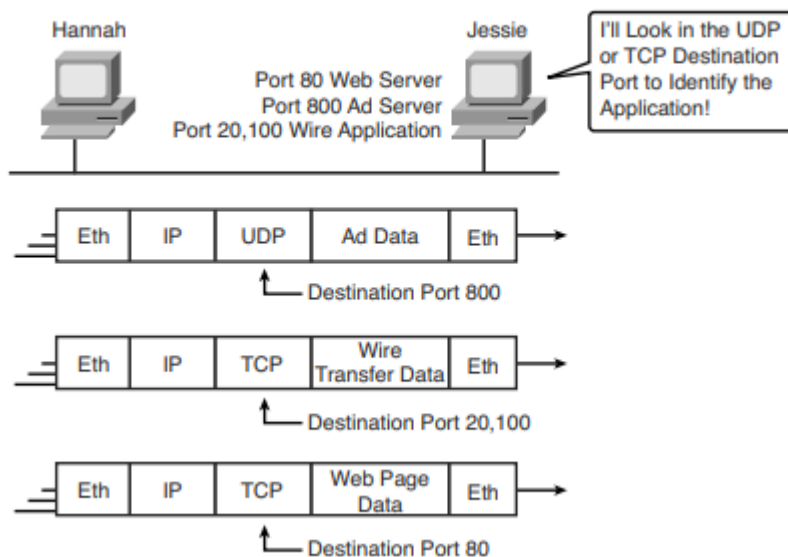 Hannah
Jessie
I'll Look in the UDP
or TCP Destination
Port to Identify the
Application!
Port 80 Web Server
Port 800 Ad Server
Port 20,100 Wire Application
Eth IP UDP Ad Data Eth
Destination Port 800
Eth IP TCP Wire
Transfer Data Eth
Destination Port 20,100
Eth IP TCP Web Page
Data Eth
Destination Port 80